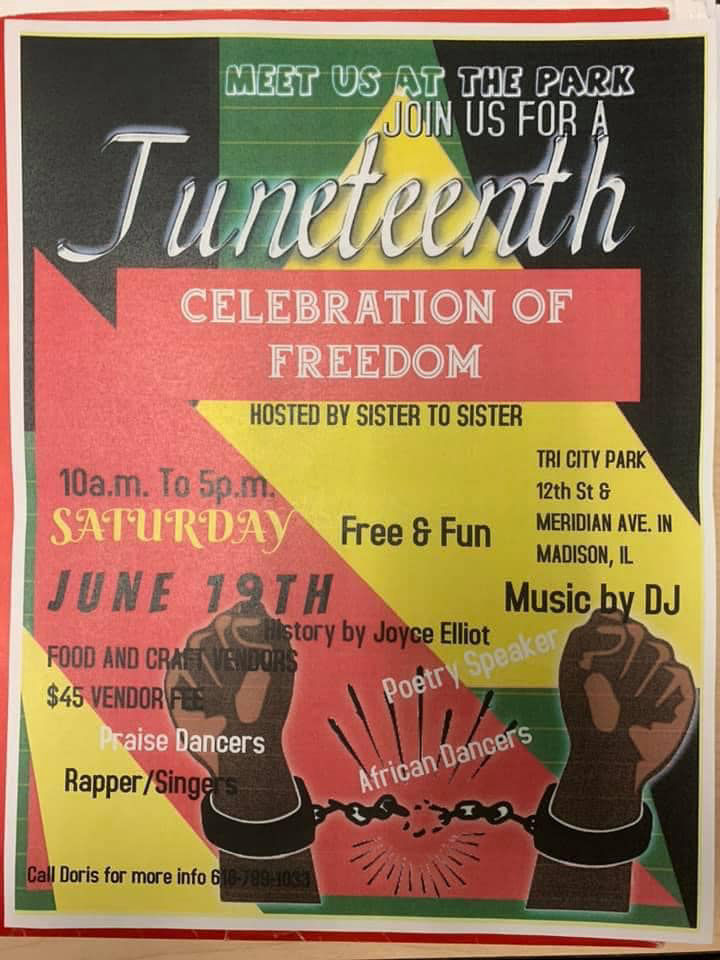 MEET US AT THE PARK
JOIN US FOR A
Juneteenth
CELEBRATION OF
FREEDOM
HOSTED BY SISTER TO SISTER
10a.m. To 5p.m.
SATURDAY
JUNE 19TH
Free & Fun
TRI CITY PARK
12th St &
MERIDIAN AVE. IN
MADISON, IL
Music by DJ
History by Joyce Elliot
FOOD AND CRAFT VENDORS
$45 VENDOR FEE
Poetry Speaker
Praise Dancers
African Dancers
Rapper/Singers
Call Doris for more info